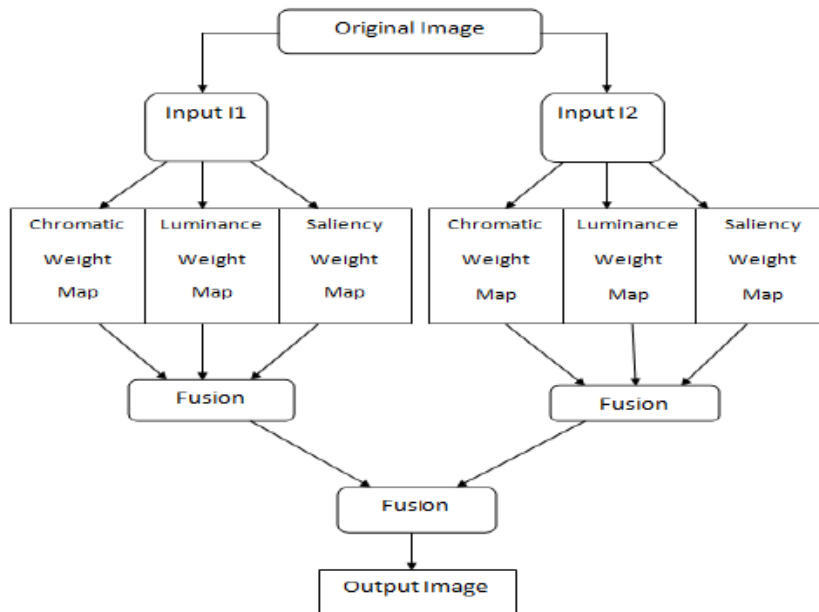 Original Image
Input I1
Input I2
Chromatic
Weight
Map
Luminance
Weight
Map
Saliency
Weight
Map
Chromatic
Weight
Map
Luminance
Weight
Map
Saliency
Weight
Map
Fusion
Fusion
Fusion
Output Image